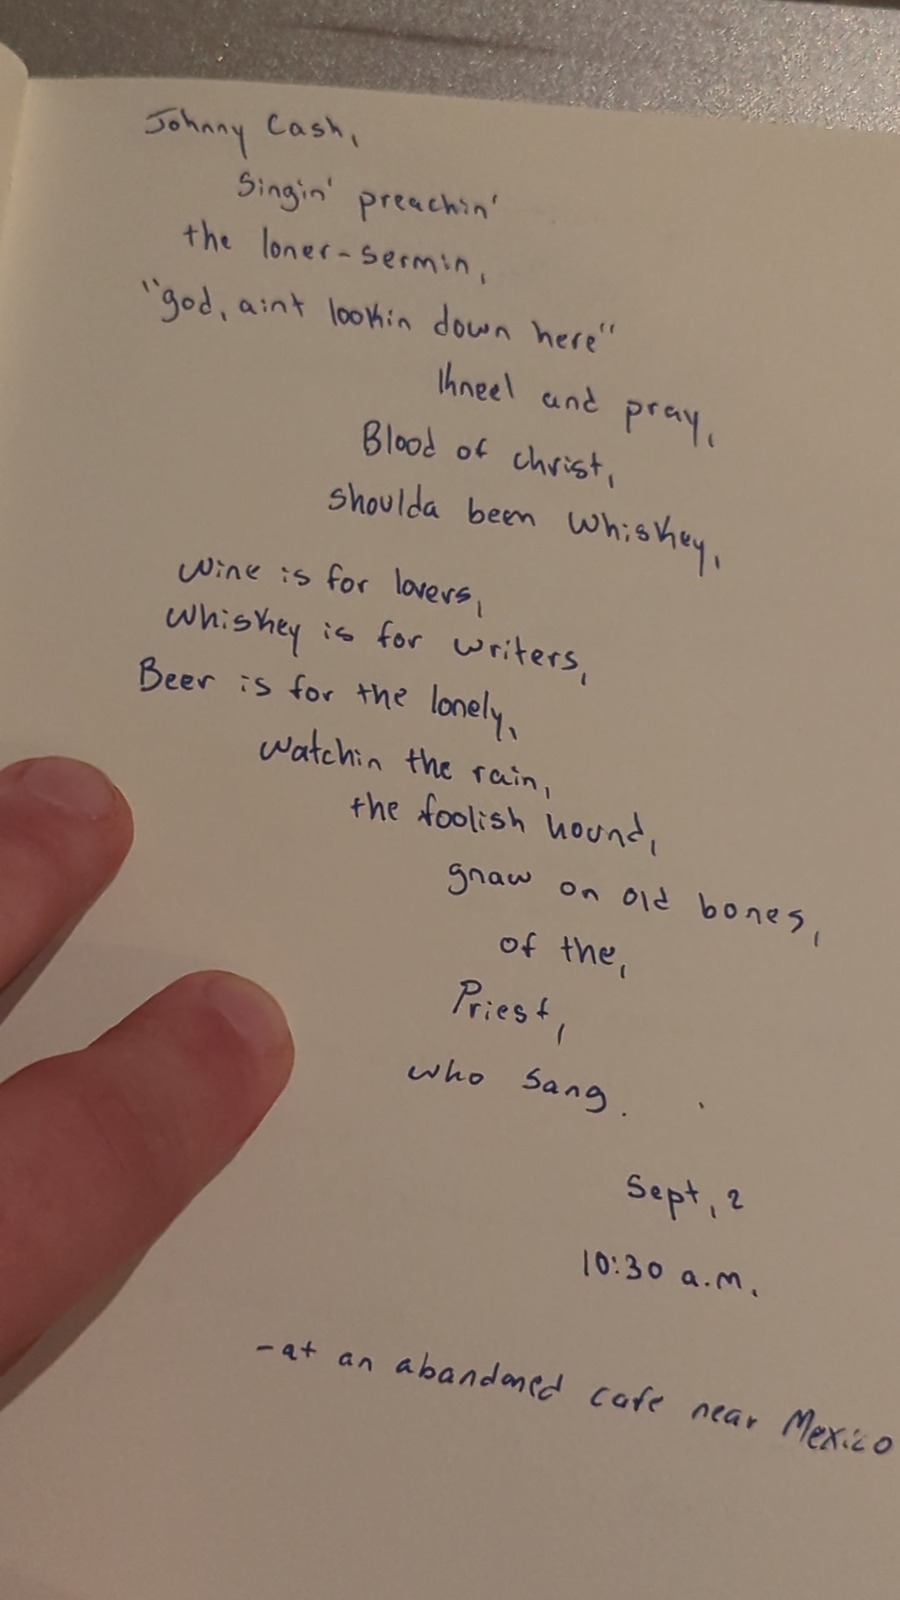 Johnny Cash,
Singin' preachin'
the loner-sermin,
"god, aint lookin down here"
Ikneel and pray,
Blood of christ,
shoulda been whiskey,
wine is for lovers,
whiskey is for writers,
Beer is for the lonely,
watchin the rain,
the foolish hound,
gnaw on old bones,
of the,
Priest,
who sang.
Sept, 2
10:30 a.m.
-at an abandoned cafe near Mexico